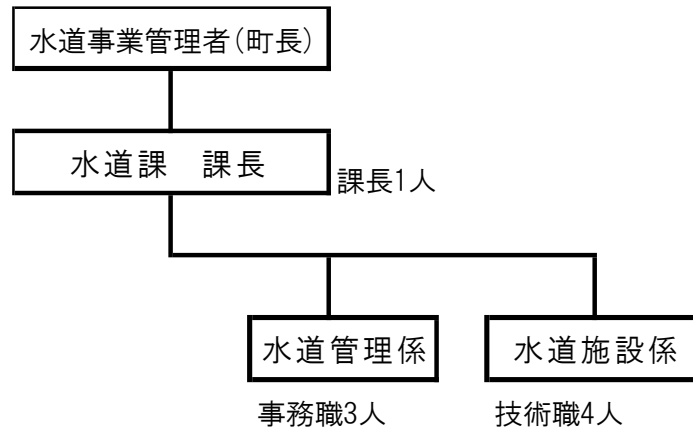 水道事業管理者(町長)
水道課　課長
課長1人
水道管理係
水道施設係
事務職3人
技術職4人